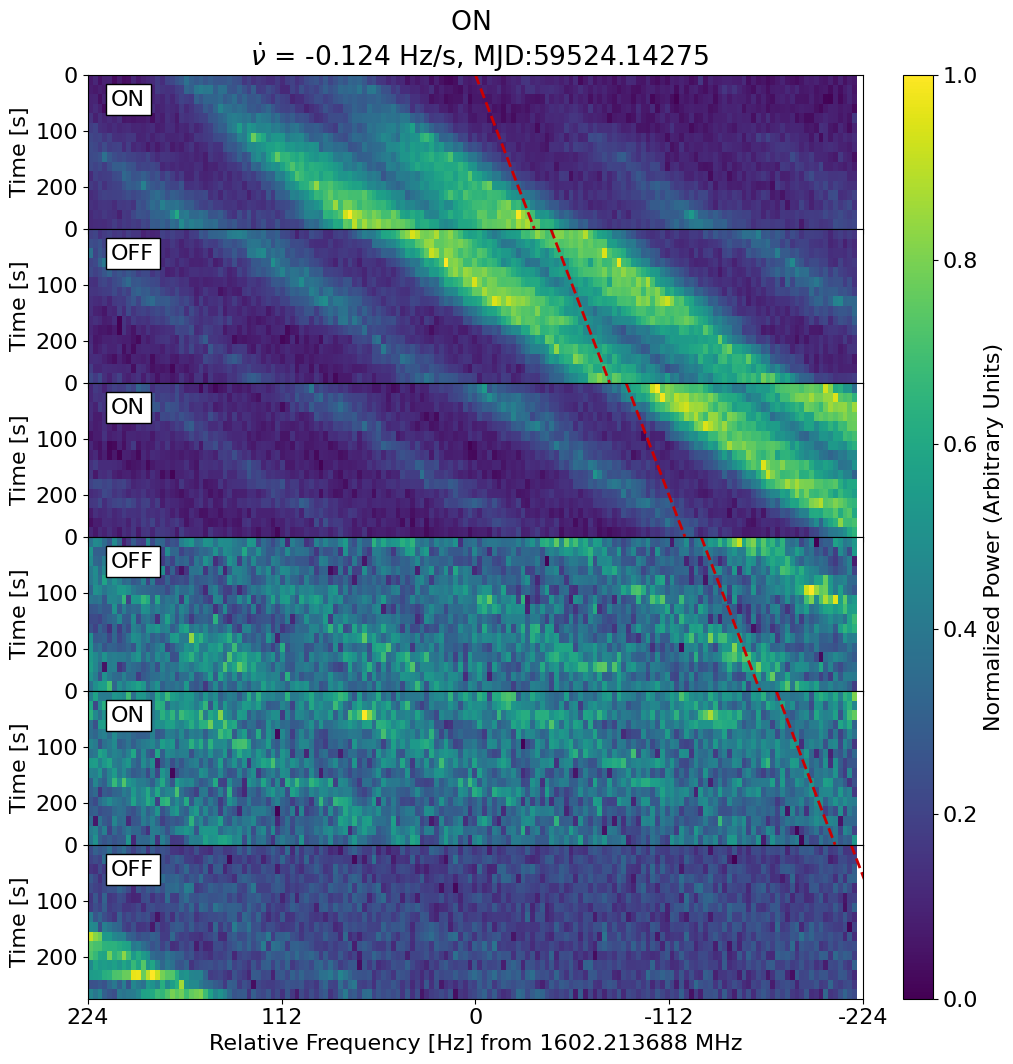 ON
ν̇ = -0.124 Hz/s, MJD:59524.14275
0
100
200
Time [s]
ON
0
100
200
Time [s]
OFF
0
100
200
Time [s]
ON
0
100
200
Time [s]
OFF
0
100
200
Time [s]
ON
0
100
200
Time [s]
OFF
224 112 0 -112 -224
Relative Frequency [Hz] from 1602.213688 MHz
1.0
0.8
0.6
0.4
0.2
0.0
Normalized Power (Arbitrary Units)